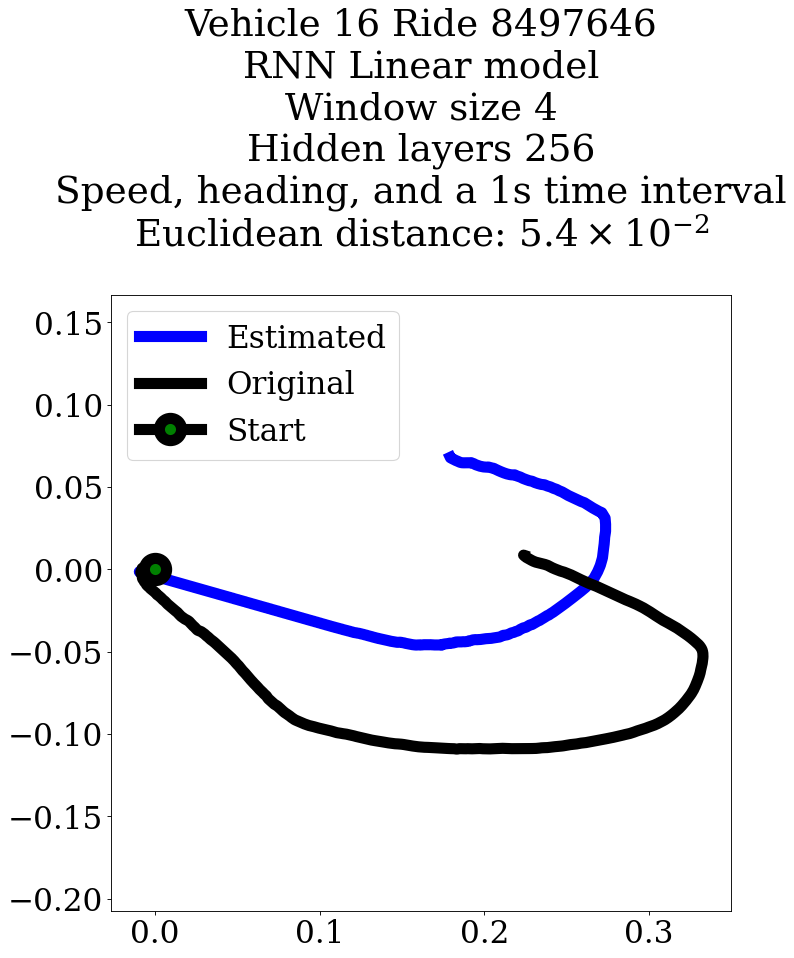 Vehicle 16 Ride 8497646
RNN Linear model
Window size 4
Hidden layers 256
Speed, heading, and a 1s time interval
Euclidean distance: 5.4 × 10⁻²
Estimated
Original
Start
0.15
0.10
0.05
0.00
−0.05
−0.10
−0.15
−0.20
0.0 0.1 0.2 0.3